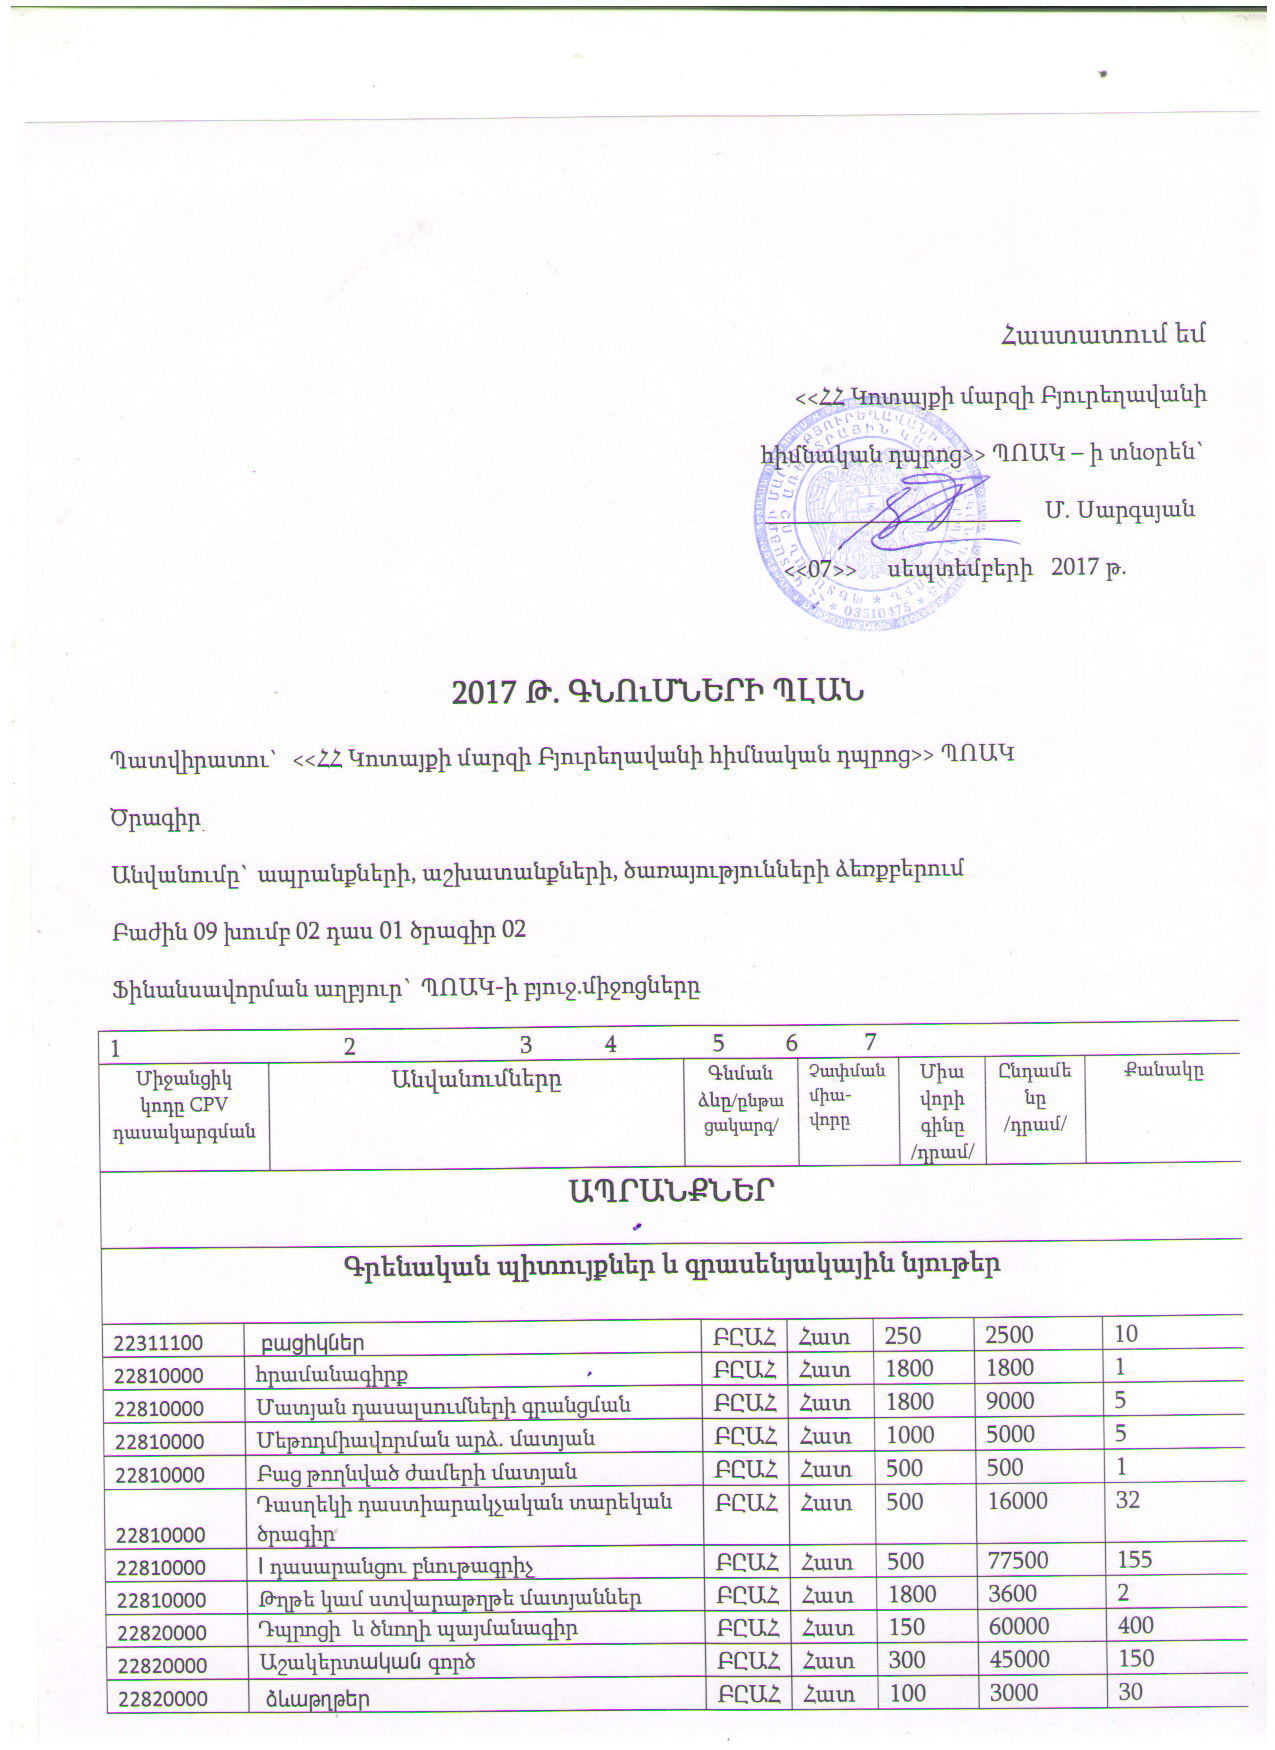 Հաստատում եմ
<<ՀՀ Կոտայքի մարզի Բյուրեղավանի
հիմնական դպրոց>> ՊՈԱԿ – ի տնօրեն՝
Մ. Սարգսյան
<<07>> սեպտեմբերի 2017 թ.
03510475
2017 Թ. ԳՆՈւՄՆԵՐԻ ՊԼԱՆ
Պատվիրատու՝ <<ՀՀ Կոտայքի մարզի Բյուրեղավանի հիմնական դպրոց>> ՊՈԱԿ
Ծրագիր
Անվանումը՝ ապրանքների, աշխատանքների, ծառայությունների ձեռքբերում
Բաժին 09 խումբ 02 դաս 01 ծրագիր 02
Ֆինանսավորման աղբյուր՝ ՊՈԱԿ-ի բյուջ.միջոցները
1 2 3 4 5 6 7
Միջանցիկ կոդը CPV դասակարգման Անվանումները Գնման ձևը/ընթացակարգ/ Չափման միա-վորը Միավորի գինը /դրամ/ Ընդամենը /դրամ/ Քանակը
ԱՊՐԱՆՔՆԵՐ
Գրենական պիտույքներ և գրասենյակային նյութեր
22311100 բացիկներ ԲԸԱՀ Հատ 250 2500 10
22810000 հրամանագիրք ԲԸԱՀ Հատ 1800 1800 1
22810000 Մատյան դասալսումների գրանցման ԲԸԱՀ Հատ 1800 9000 5
22810000 Մեթոդմիավորման արձ. մատյան ԲԸԱՀ Հատ 1000 5000 5
22810000 Բաց թողնված ժամերի մատյան ԲԸԱՀ Հատ 500 500 1
22810000 Դասղեկի դաստիարակչական տարեկան ծրագիր ԲԸԱՀ Հատ 500 16000 32
22810000 I դասարանցու բնութագրիչ ԲԸԱՀ Հատ 500 77500 155
22810000 Թղթե կամ ստվարաթղթե մատյաններ ԲԸԱՀ Հատ 1800 3600 2
22820000 Դպրոցի և ծնողի պայմանագիր ԲԸԱՀ Հատ 150 60000 400
22820000 Աշակերտական գործ ԲԸԱՀ Հատ 300 45000 150
22820000 ձևաթղթեր ԲԸԱՀ Հատ 100 3000 30